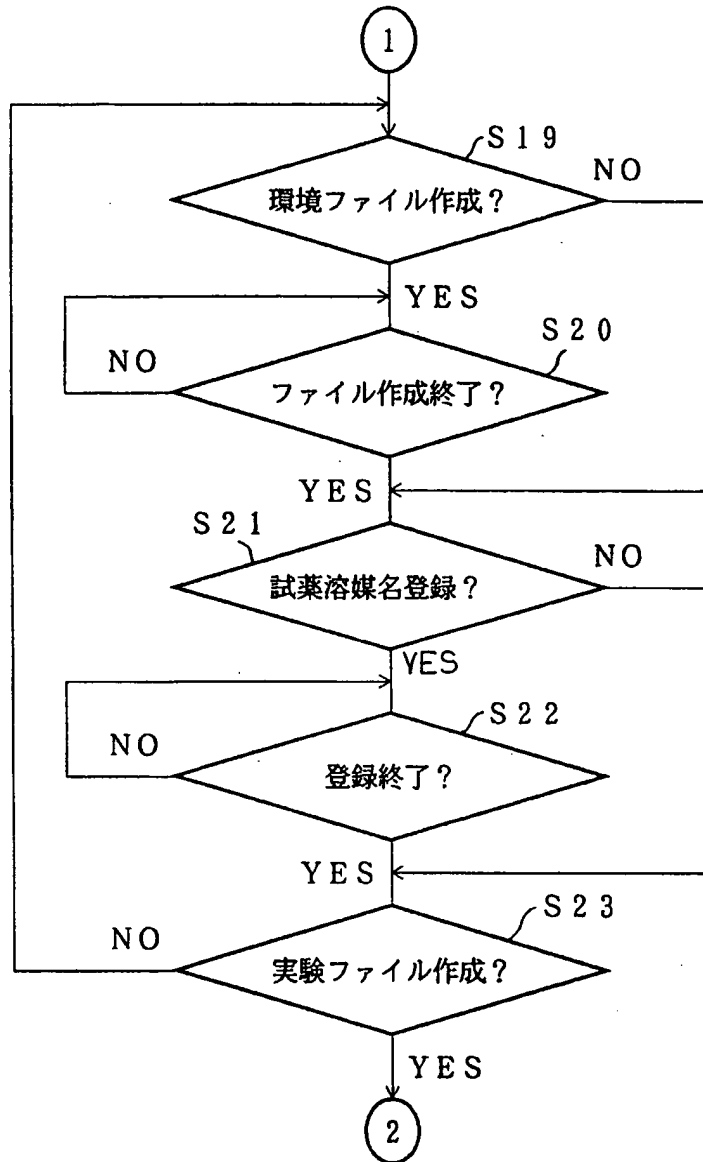 1
S19
環境ファイル作成?
NO
YES
S20
NO
ファイル作成終了?
YES
S21
試薬溶媒名登録?
NO
YES
S22
NO
登録終了?
YES
S23
NO
実験ファイル作成?
YES
2